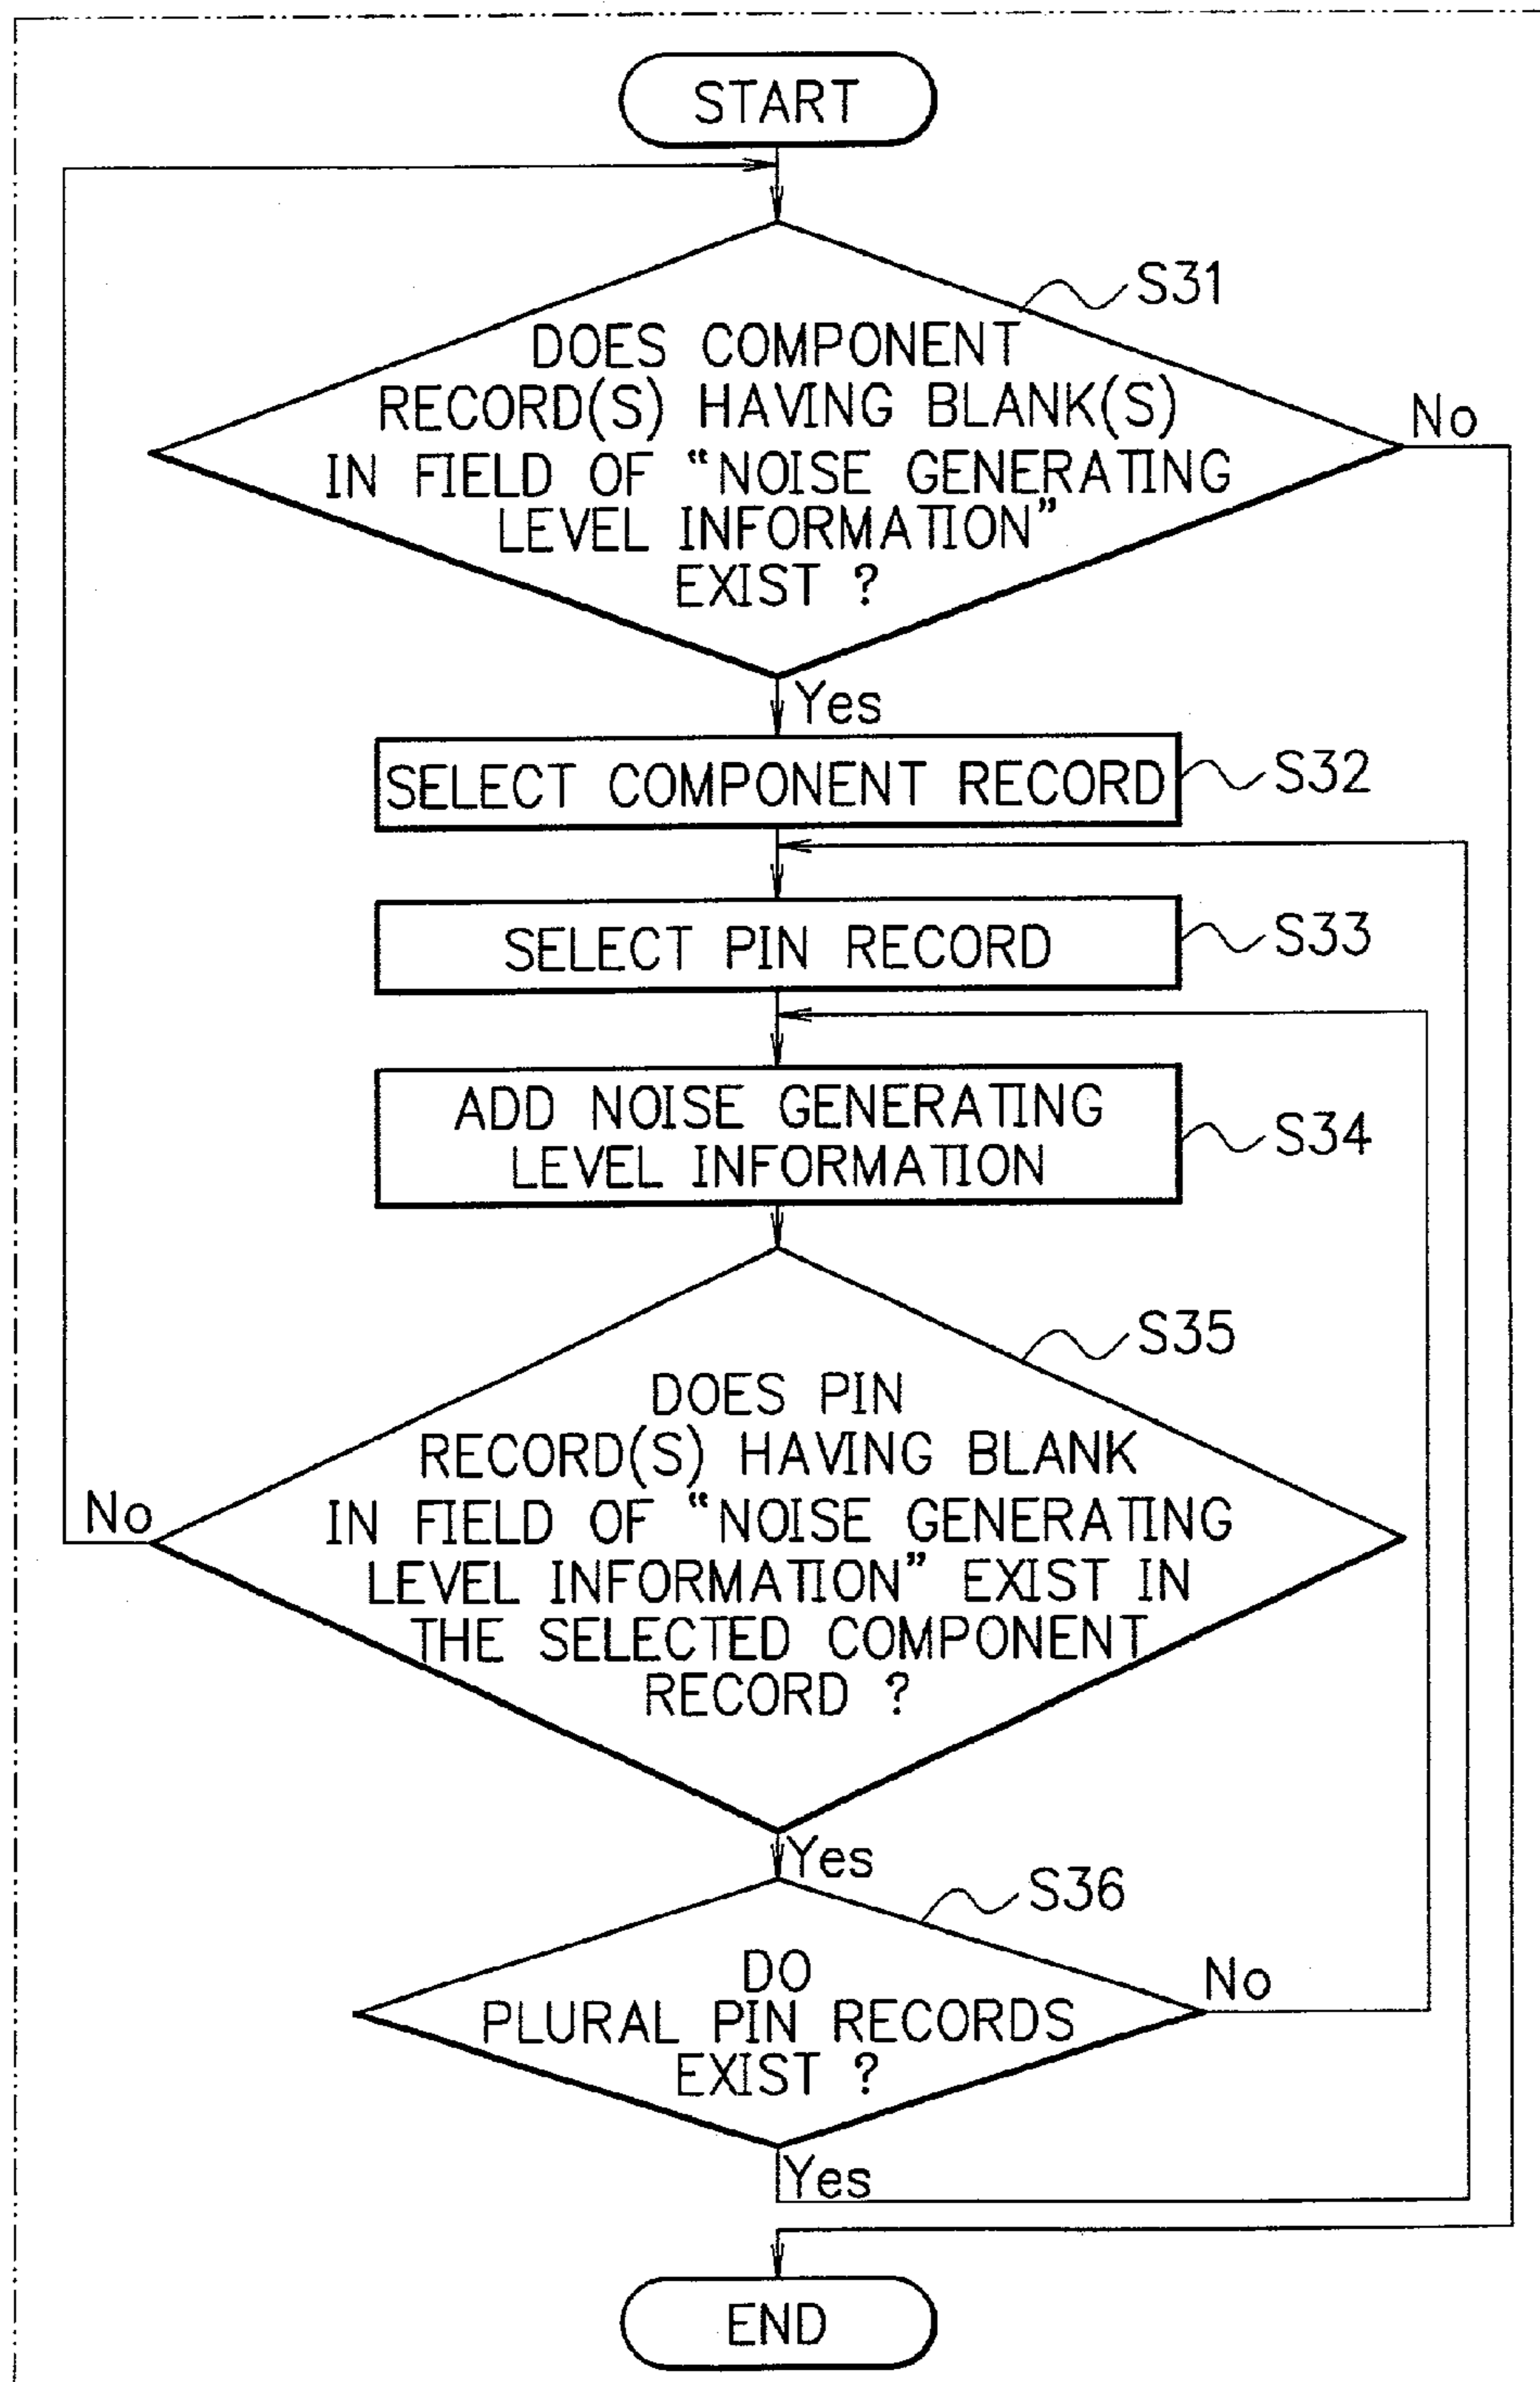 START
S31
DOES COMPONENT
RECORD(S) HAVING BLANK(S)
No
IN FIELD OF “NOISE GENERATING
LEVEL INFORMATION”
EXIST ?
Yes
SELECT COMPONENT RECORD
S32
SELECT PIN RECORD
S33
ADD NOISE GENERATING
LEVEL INFORMATION
S34
S35
DOES PIN
RECORD(S) HAVING BLANK
No
IN FIELD OF “NOISE GENERATING
LEVEL INFORMATION” EXIST IN
THE SELECTED COMPONENT
RECORD ?
Yes
S36
DO
No
PLURAL PIN RECORDS
EXIST ?
Yes
END